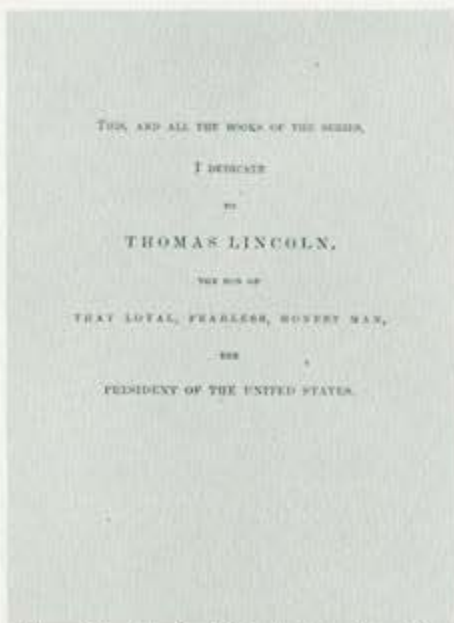 THIS, AND ALL THE BOOKS OF THE SERIES,
I DEDICATE
TO
THOMAS LINCOLN,
THE SON OF
THAT LOYAL, FEARLESS, HONEST MAN,
THE
PRESIDENT OF THE UNITED STATES.